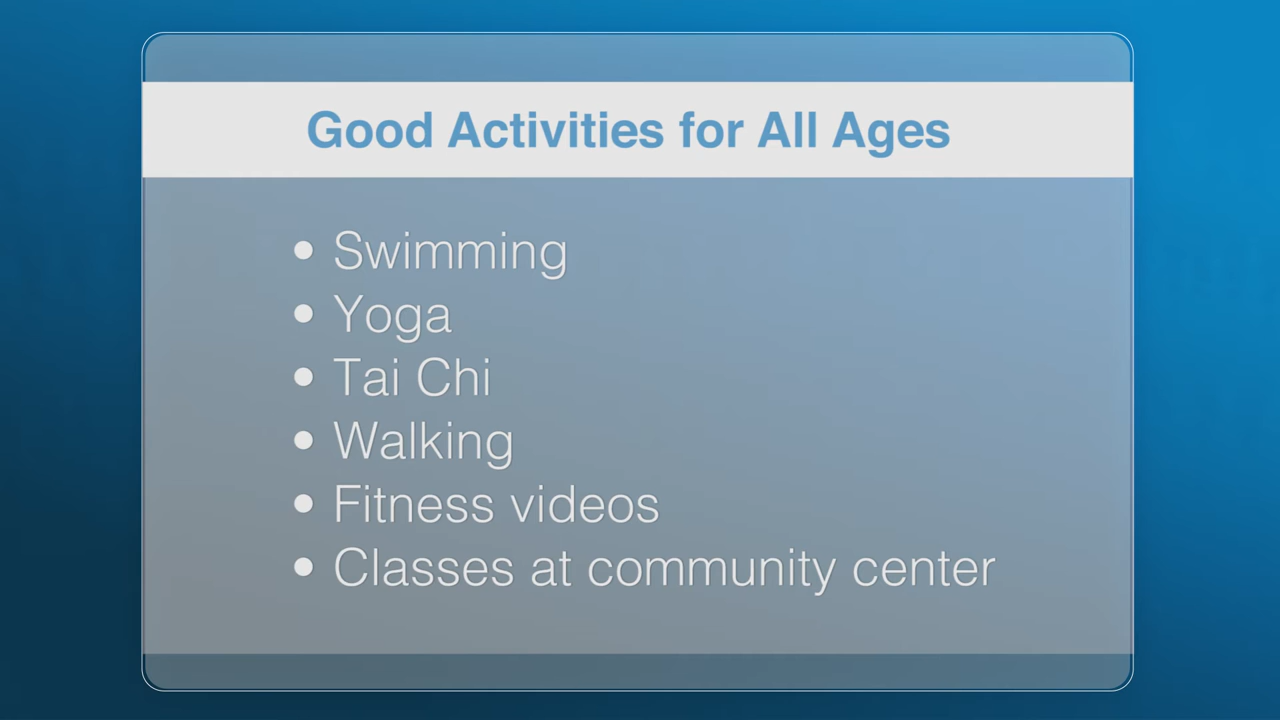 Good Activities for All Ages
• Swimming
• Yoga
• Tai Chi
• Walking
• Fitness videos
• Classes at community center